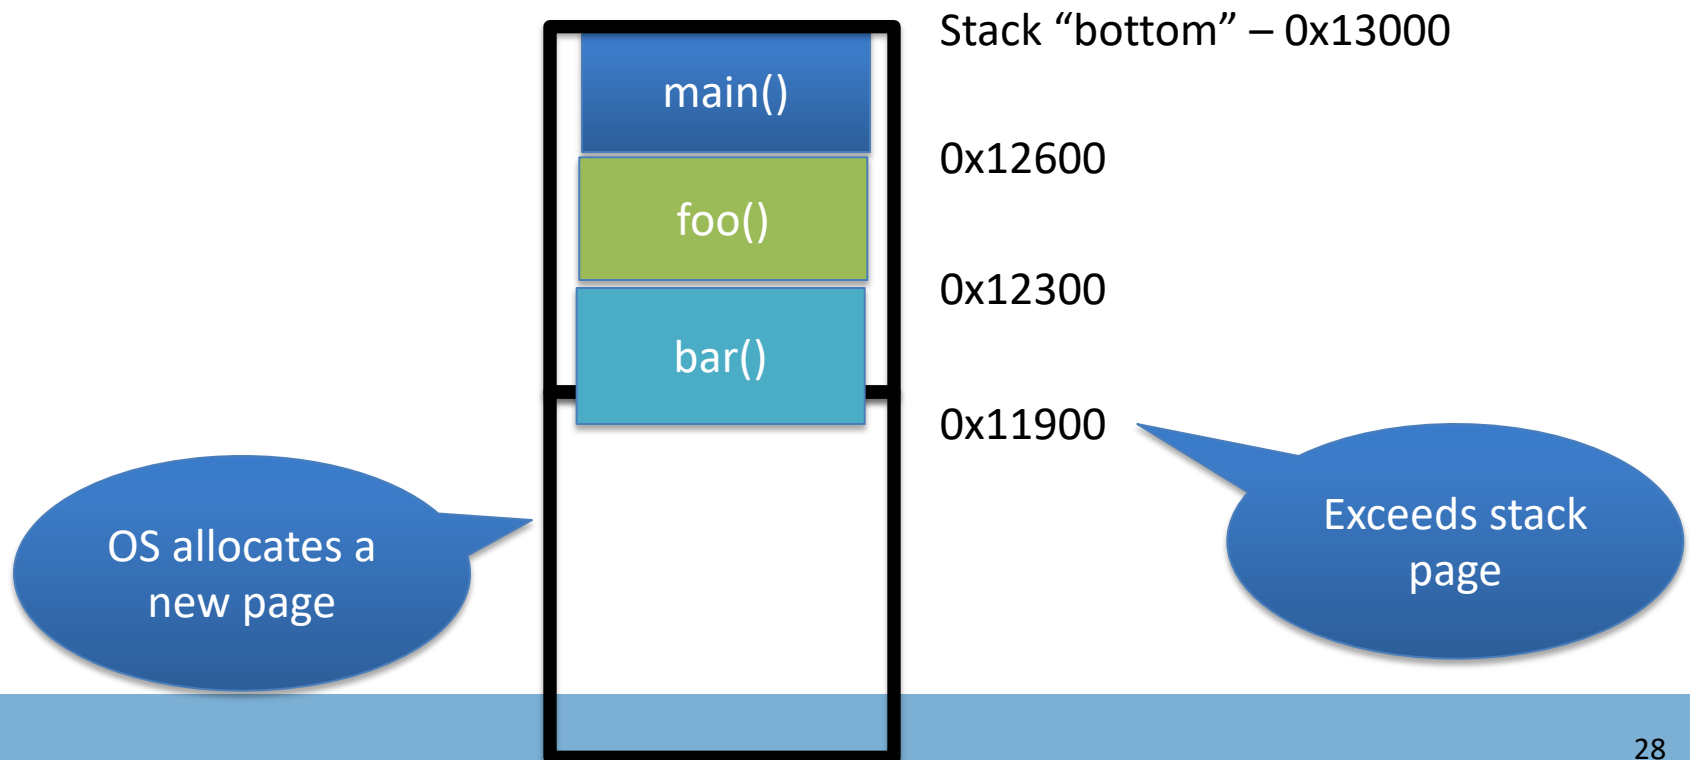 Stack “bottom” – 0x13000
main()
0x12600
foo()
0x12300
bar()
0x11900
OS allocates a
new page
Exceeds stack
page
28